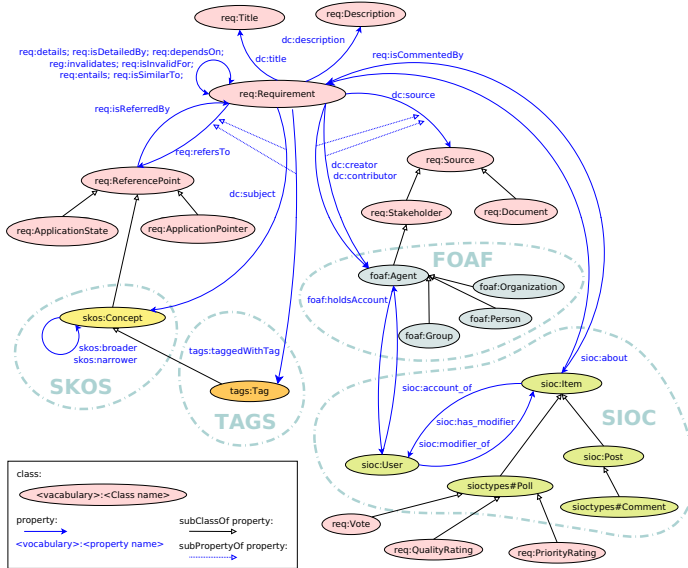 req:Title
req:Description
dc:description
req:isCommentedBy
dc:title
req:details; req:isDetailedBy; req:dependsOn;
req:invalidates; req:isInvalidFor;
req:entails; req:isSimilarTo;
req:Requirement
dc:source
req:isReferredBy
req:refersTo
req:Source
dc:creator
dc:contributor
req:ReferencePoint
dc:subject
req:Stakeholder
req:Document
req:ApplicationState
req:ApplicationPointer
FOAF
foaf:Agent
foaf:Organization
foaf:holdsAccount
foaf:Person
foaf:Group
skos:Concept
skos:broader
skos:narrower
SKOS
tags:taggedWithTag
tags:Tag
TAGS
sioc:about
sioc:account_of
sioc:Item
SIOC
sioc:has_modifier
sioc:modifier_of
sioc:User
sioc:Post
sioctypes#Poll
sioctypes#Comment
req:Vote
req:QualityRating
req:PriorityRating
class:
<vacabulary>:<Class name>
property:
<vocabulary>:<property name>
subClassOf property:
subPropertyOf property: